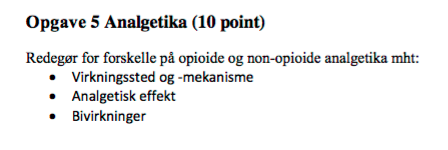 Opgave 5 Analgetika (10 point)
Redegør for forskelle på opioide og non-opioide analgetika mht:
• Virkningssted og -mekanisme
• Analgetisk effekt
• Bivirkninger